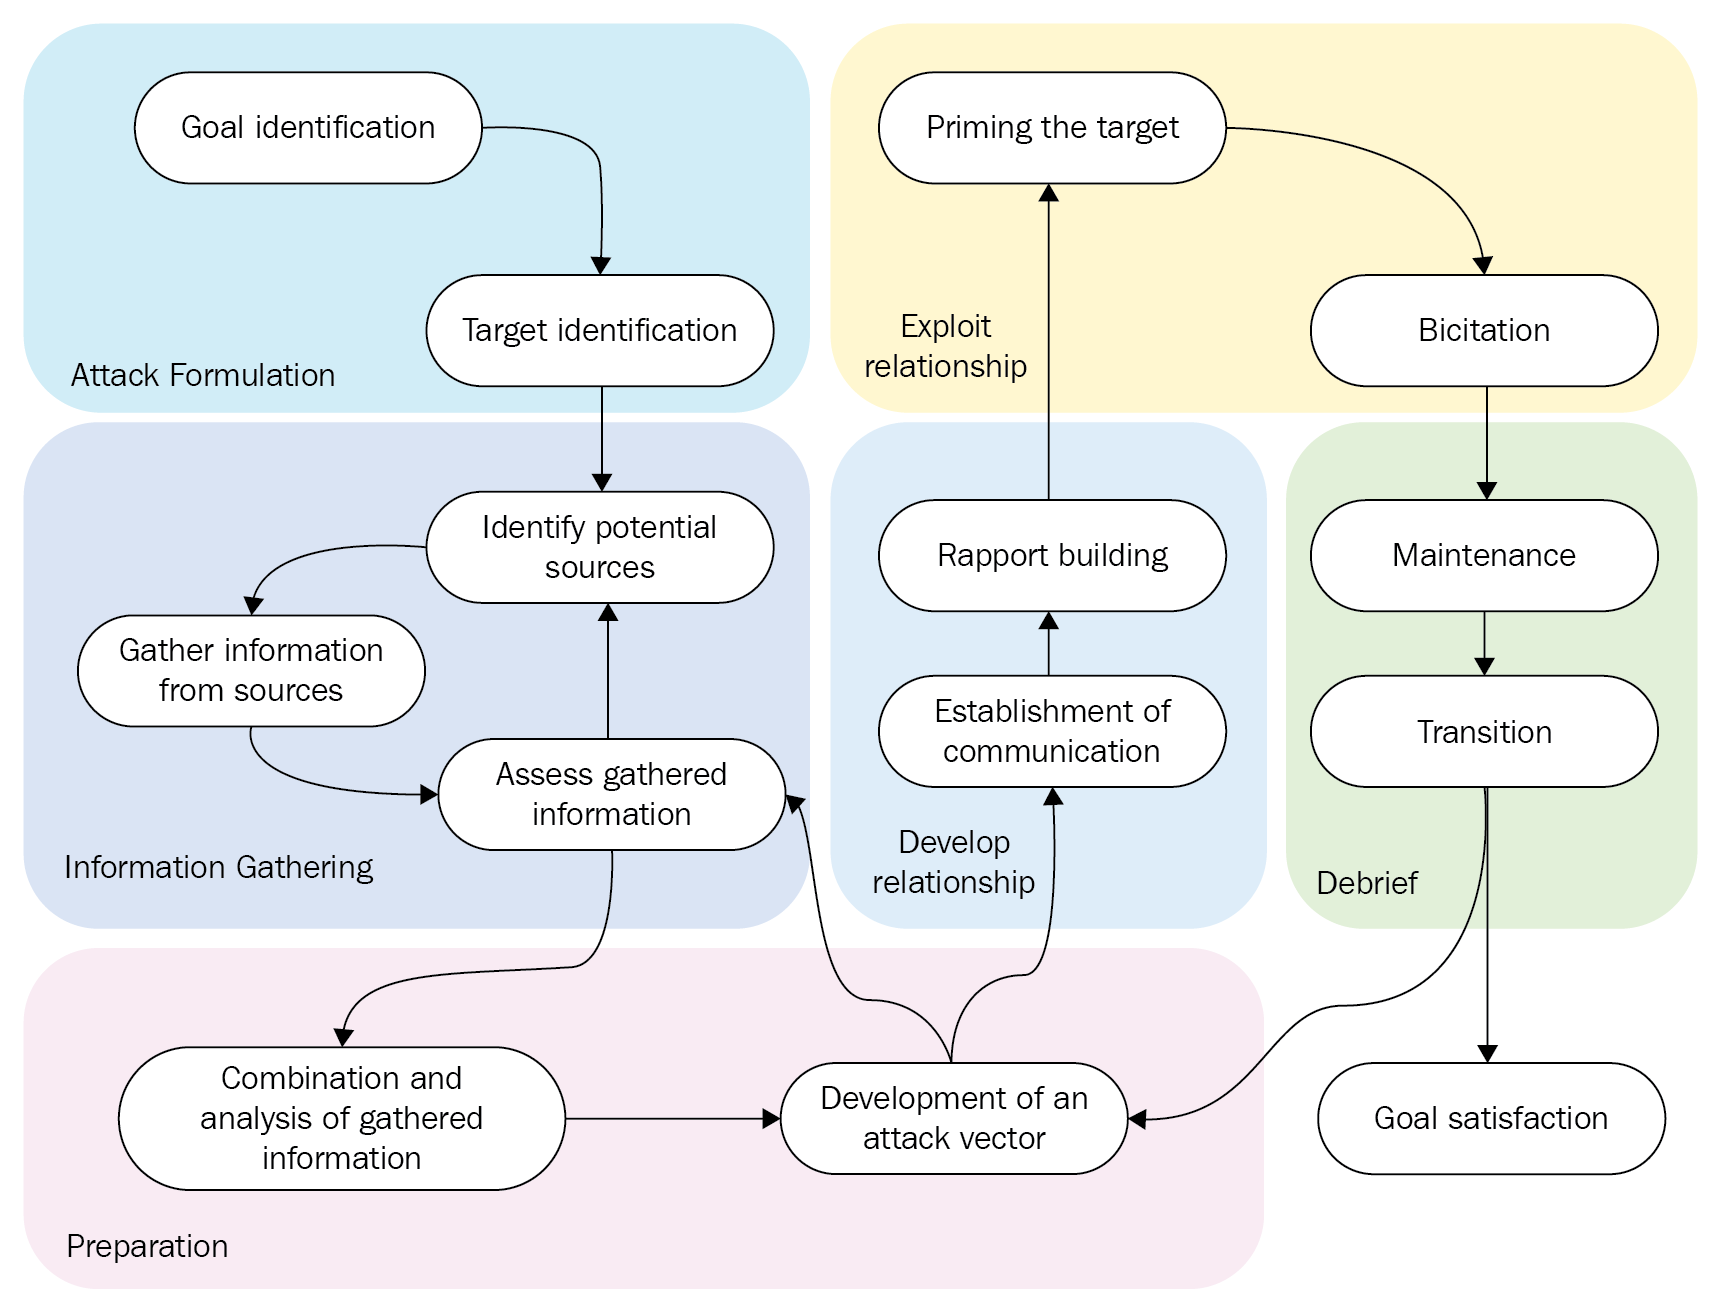 Goal identification
Target identification
Attack Formulation
Identify potential
sources
Gather information
from sources
Assess gathered
information
Information Gathering
Combination and
analysis of gathered
information
Development of an
attack vector
Preparation
Establishment of
communication
Rapport building
Develop
relationship
Priming the target
Bicitation
Exploit
relationship
Maintenance
Transition
Debrief
Goal satisfaction